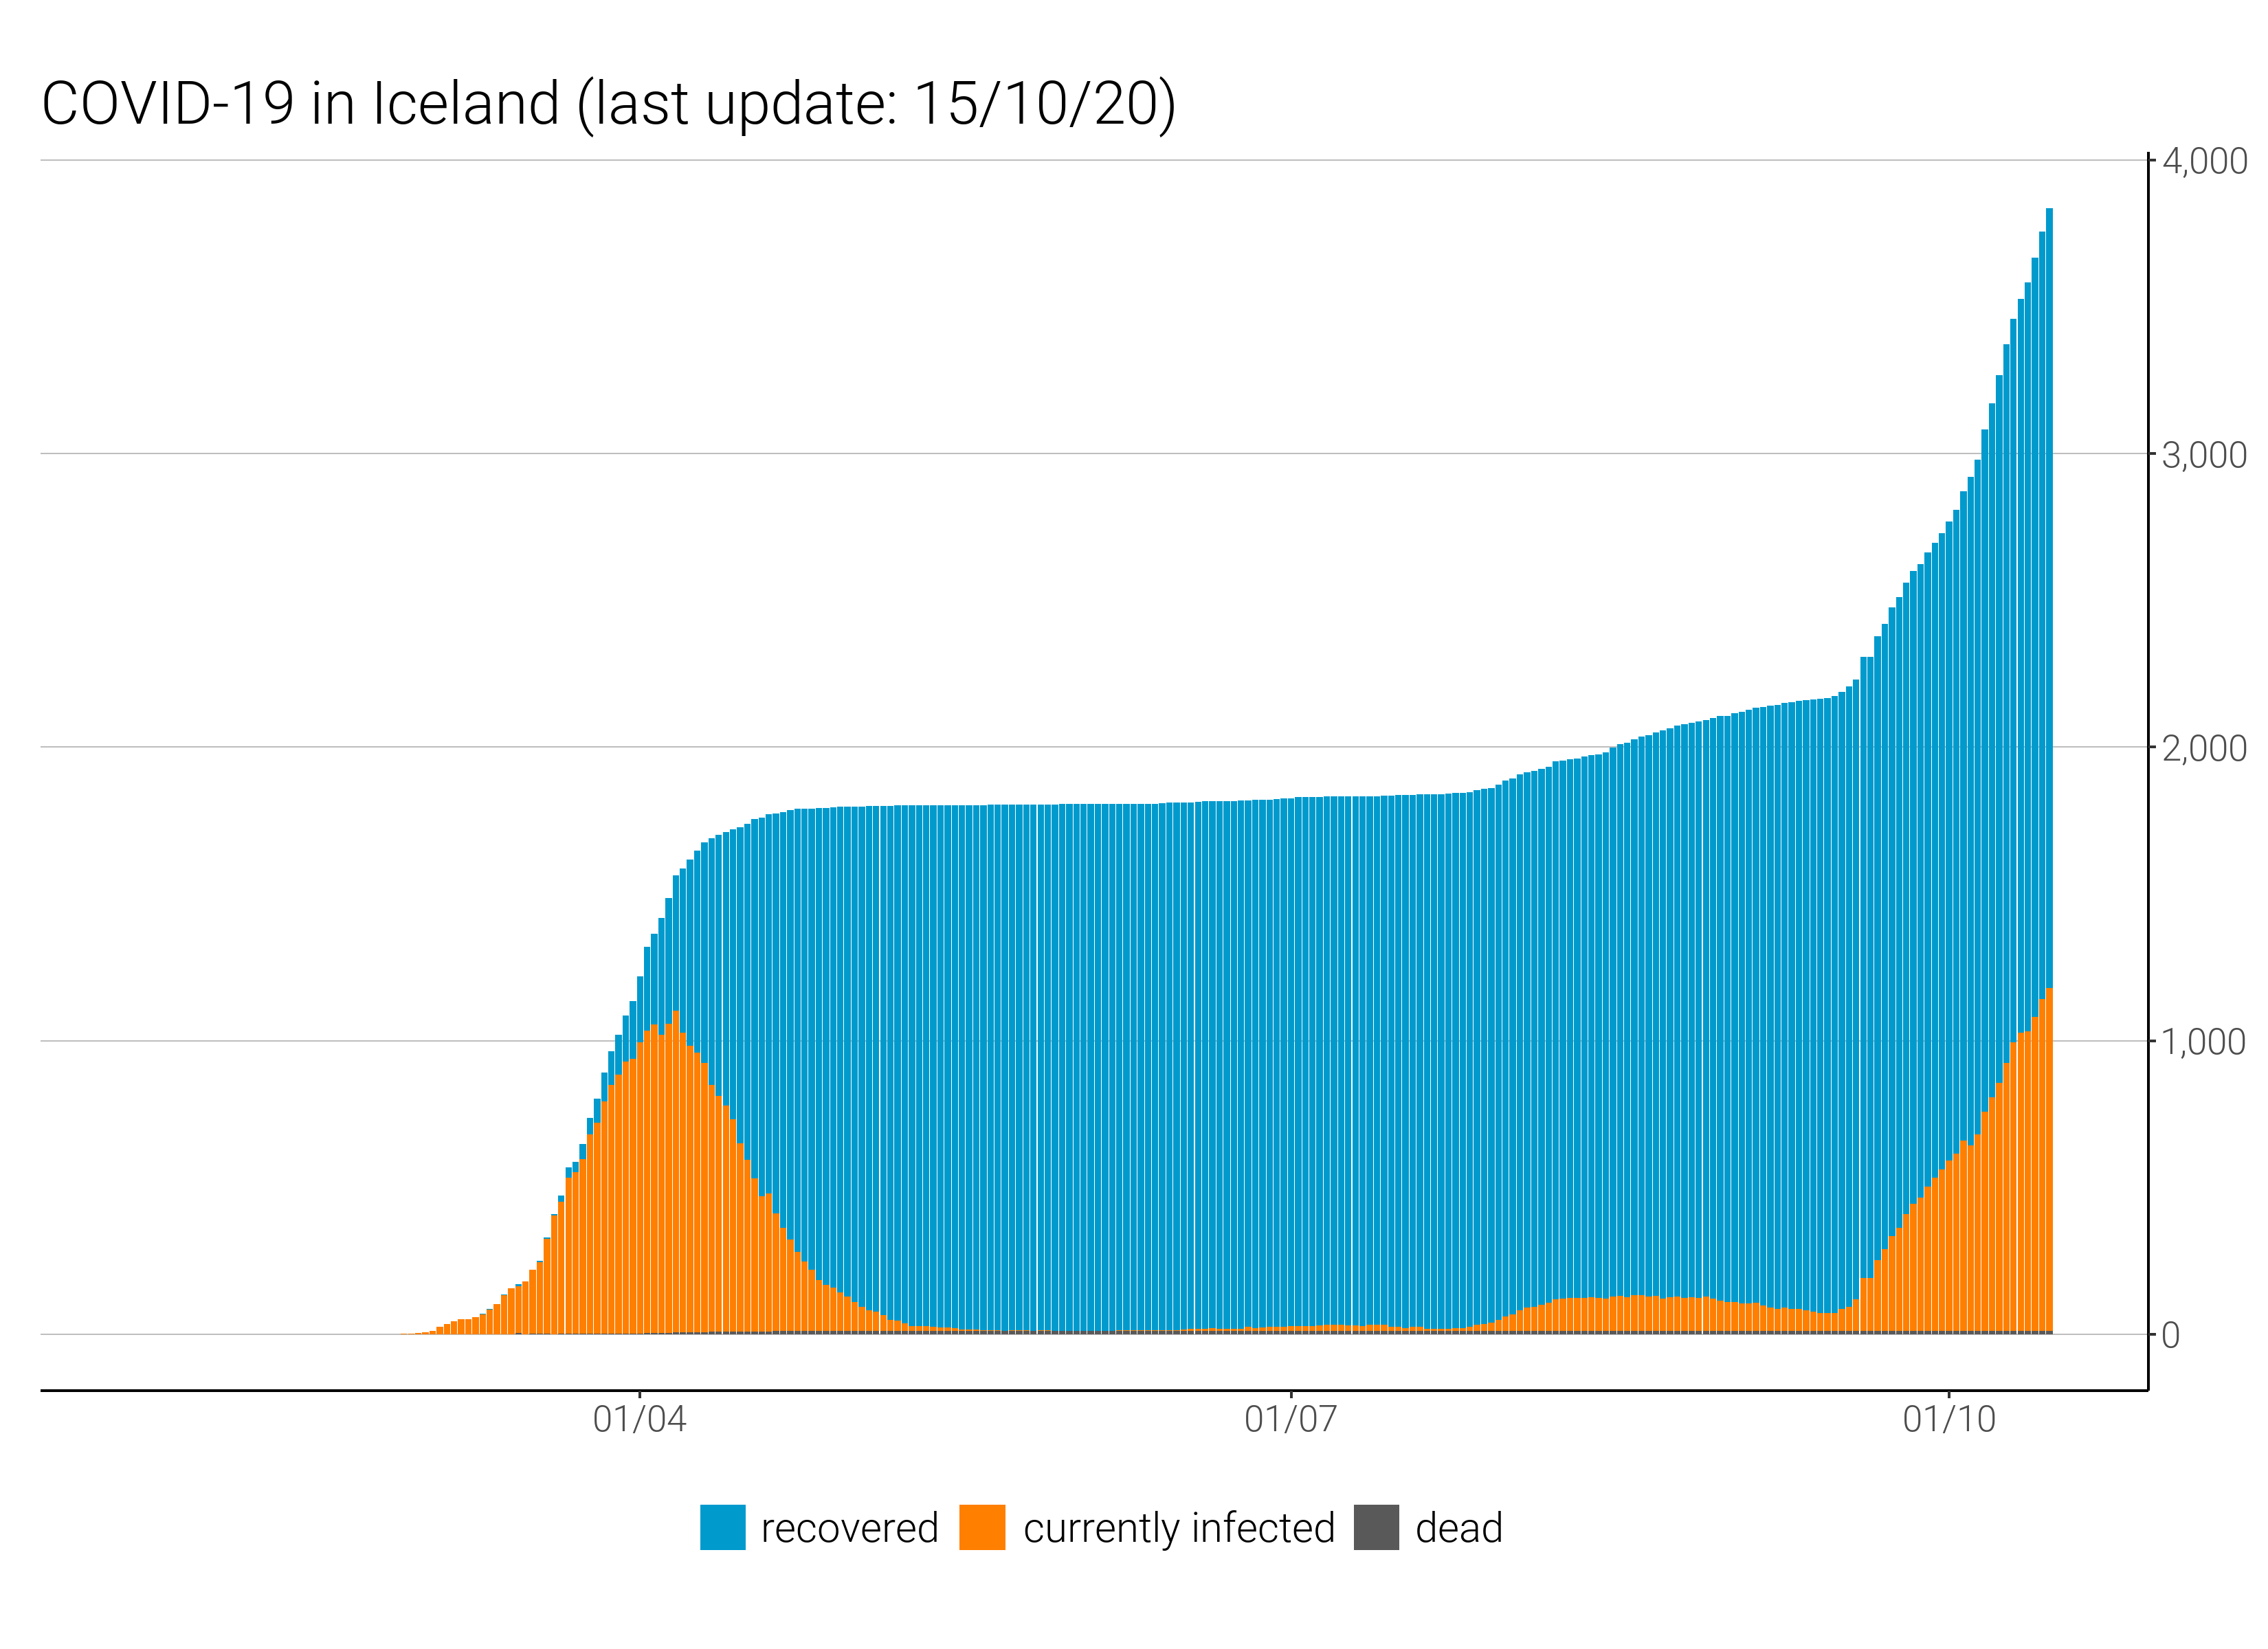 COVID-19 in Iceland (last update: 15/10/20)
4,000
3,000
2,000
1,000
0
01/04 01/07 01/10
recovered currently infected dead